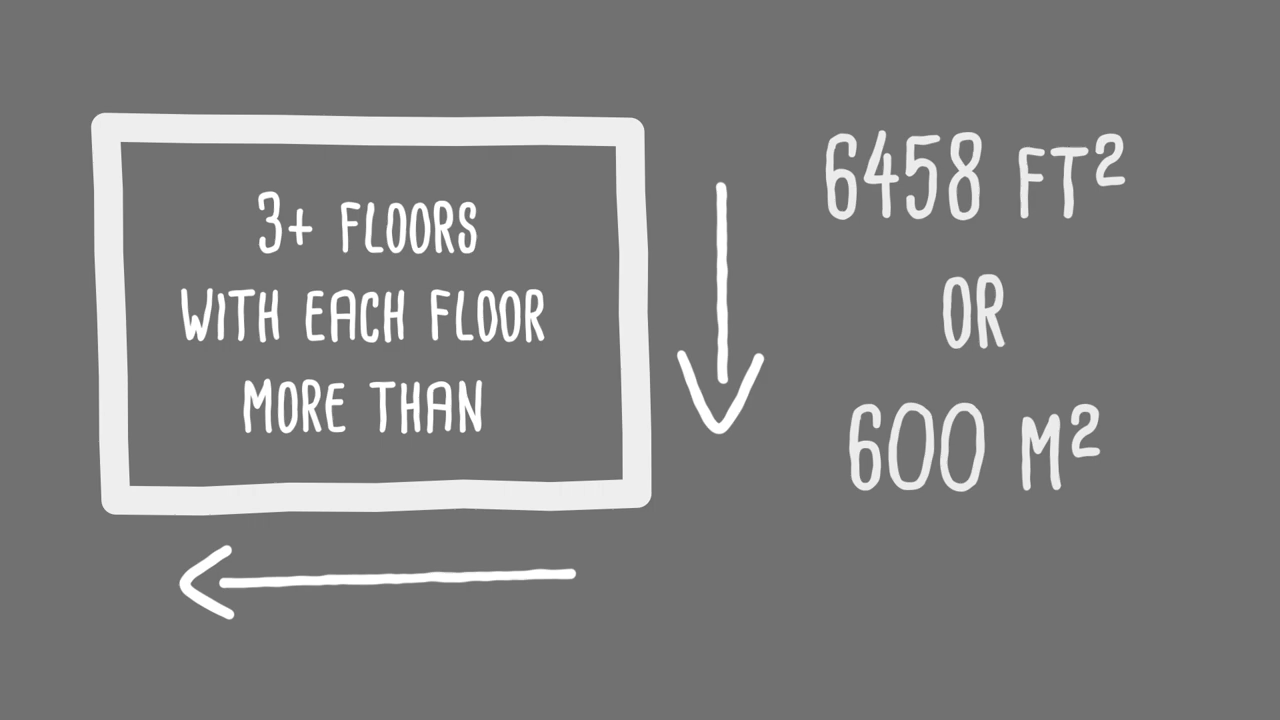 3+ FLOORS
WITH EACH FLOOR
MORE THAN
6458 FT²
OR
600 M²